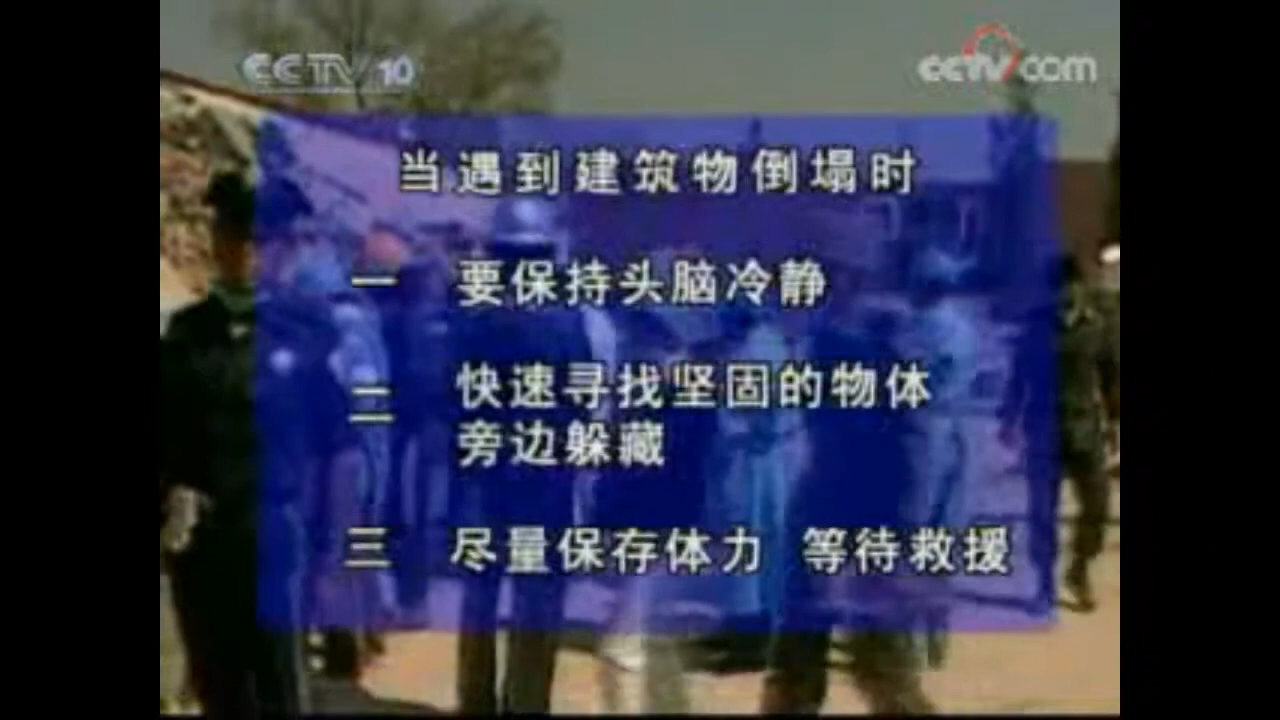 CCTV 10
CCTV.com
当遇到建筑物倒塌时
一 要保持头脑冷静
二 快速寻找坚固的物体
旁边躲藏
三 尽量保存体力 等待救援